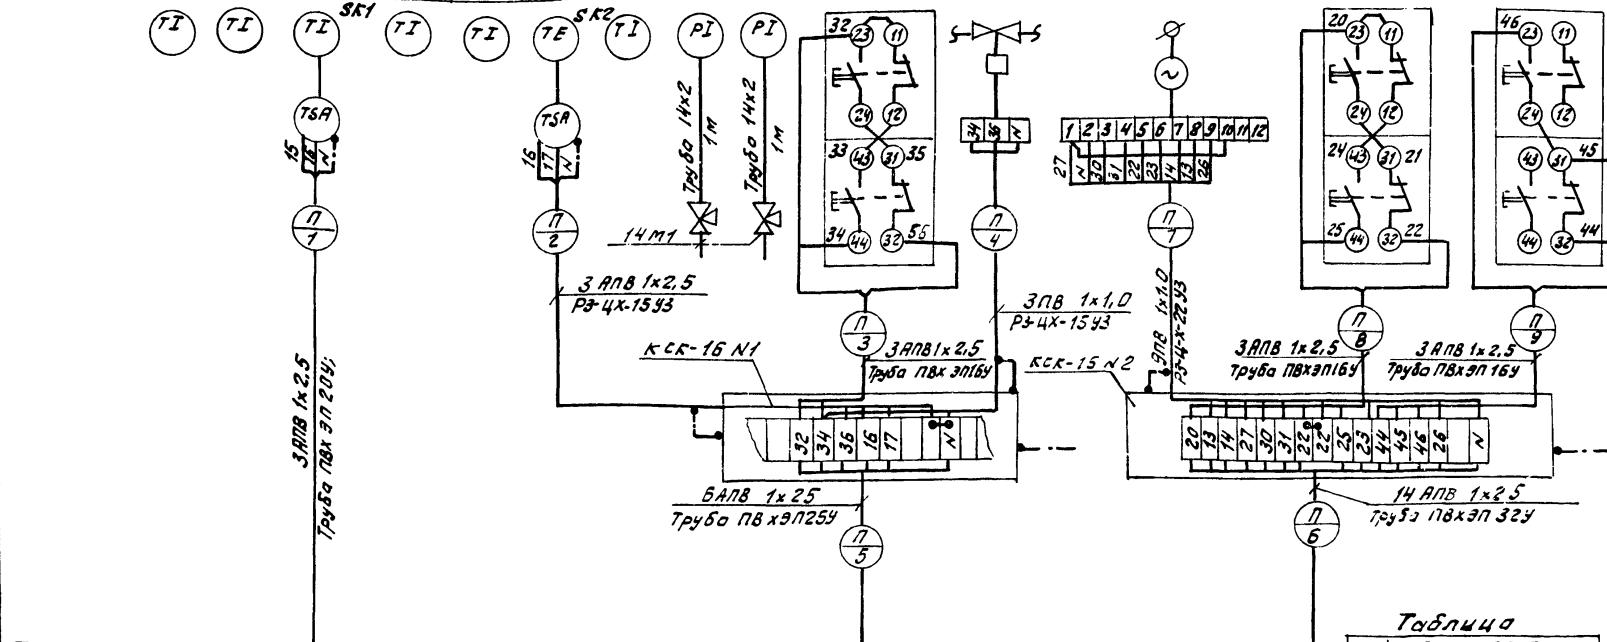 TI
TI
TI
SK1
TI
TI
TE
SK2
TI
PI
PI
TSA
15
16
N
П
1
3АПВ 1х2.5
Труба ПВХ ЭП 20У;
TSA
16
17
N
П
2
3 АПВ 1х2,5
РЗ-ЦХ-15У3
Труба 14х2
1М
Труба 14х2
1М
14М1
32
23
11
24
12
33
43
31
35
34
44
32
56
П
3
3АПВ1х2,5
Труба ПВХ ЭП16У
34
36
N
П
4
3ПВ 1х1,0
РЗ-ЦХ-15У3
КСК-16 N1
32
34
36
16
17
N
6АПВ 1х25
Труба ПВхЭП25У
П
5
~
1 2 3 4 5 6 7 8 9 10 11 12
27
N
30
31
22
23
14
13
26
П
7
9ПВ 1х1.0
РЗ-Ц-Х-22У3
КСК-15 N2
20
23
11
24
12
24
43
31
21
25
44
32
22
П
8
3АПВ 1х2,5
Труба ПВХЭП16У
46
23
11
24
12
43
31
45
44
32
44
П
9
3АПВ 1х2,5
Труба ПВХЭП 16У
20
13
14
27
30
31
22
22
25
23
44
45
46
26
N
14 АПВ 1х2 5
Труба ПВХЭП 32У
П
6
Таблица